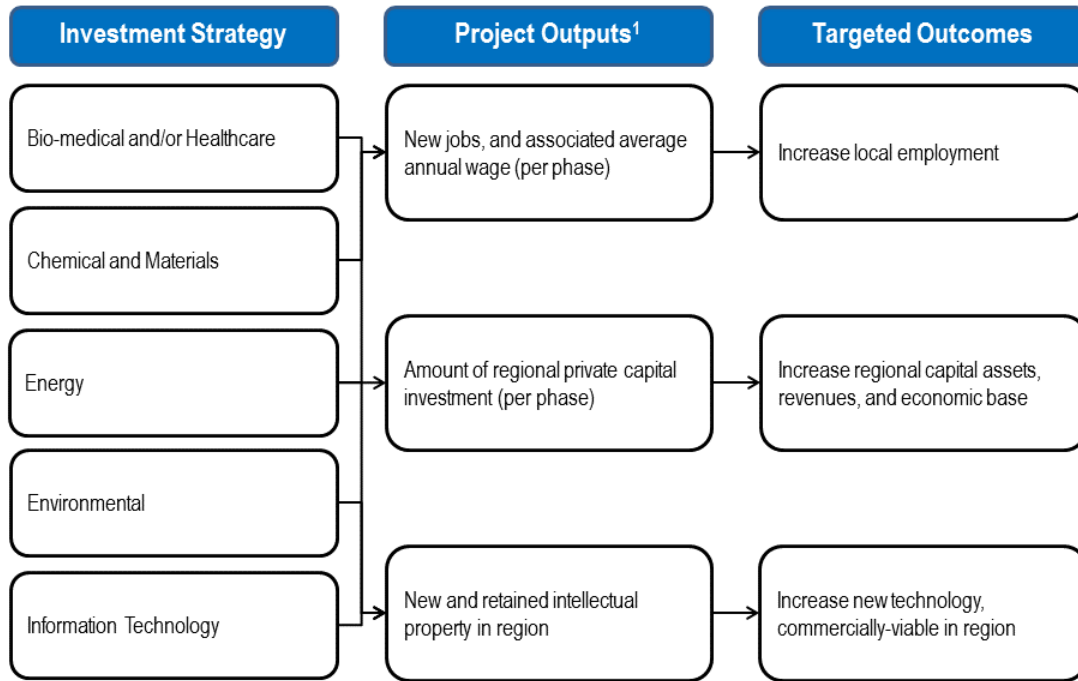 Investment Strategy
Project Outputs¹
Targeted Outcomes
Bio-medical and/or Healthcare
New jobs, and associated average
annual wage (per phase)
Increase local employment
Chemical and Materials
Energy
Amount of regional private capital
investment (per phase)
Increase regional capital assets,
revenues, and economic base
Environmental
Information Technology
New and retained intellectual
property in region
Increase new technology,
commercially-viable in region